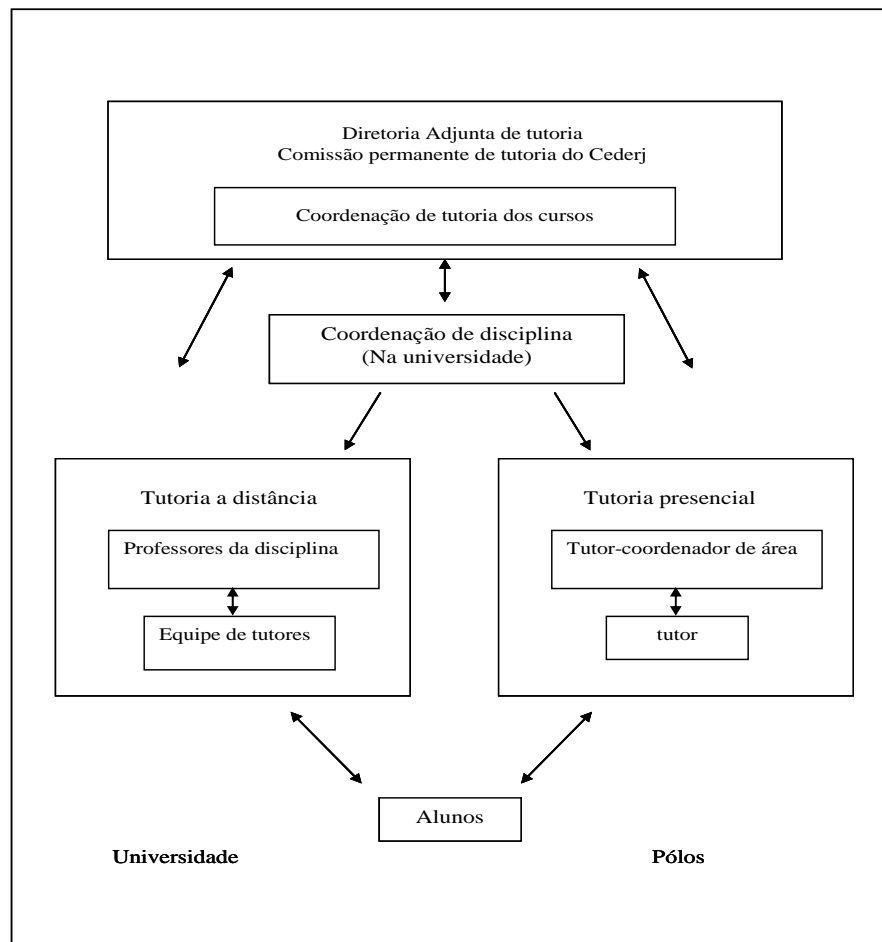 Diretoria Adjunta de tutoria
Comissão permanente de tutoria do Cederj
Coordenação de tutoria dos cursos
Coordenação de disciplina
(Na universidade)
Tutoria a distância
Professores da disciplina
Equipe de tutores
Tutoria presencial
Tutor-coordenador de área
tutor
Alunos
Universidade
Pólos